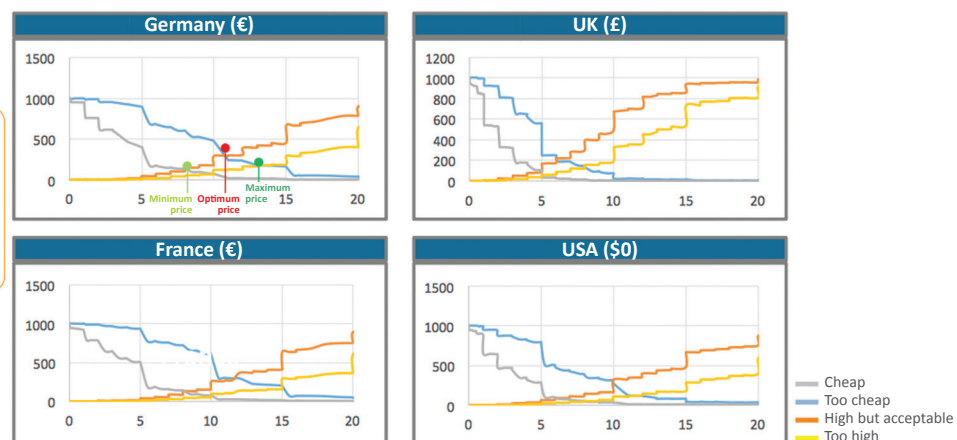 Germany (€)
1500
1000
500
0
0 5 10 15 20
Minimum
price
Optimum
price
Maximum
price
UK (£)
1200
1000
800
600
400
200
0
0 5 10 15 20
France (€)
1500
1000
500
0
0 5 10 15 20
USA ($0)
1500
1000
500
0
0 5 10 15 20
Cheap
Too cheap
High but acceptable
Too high